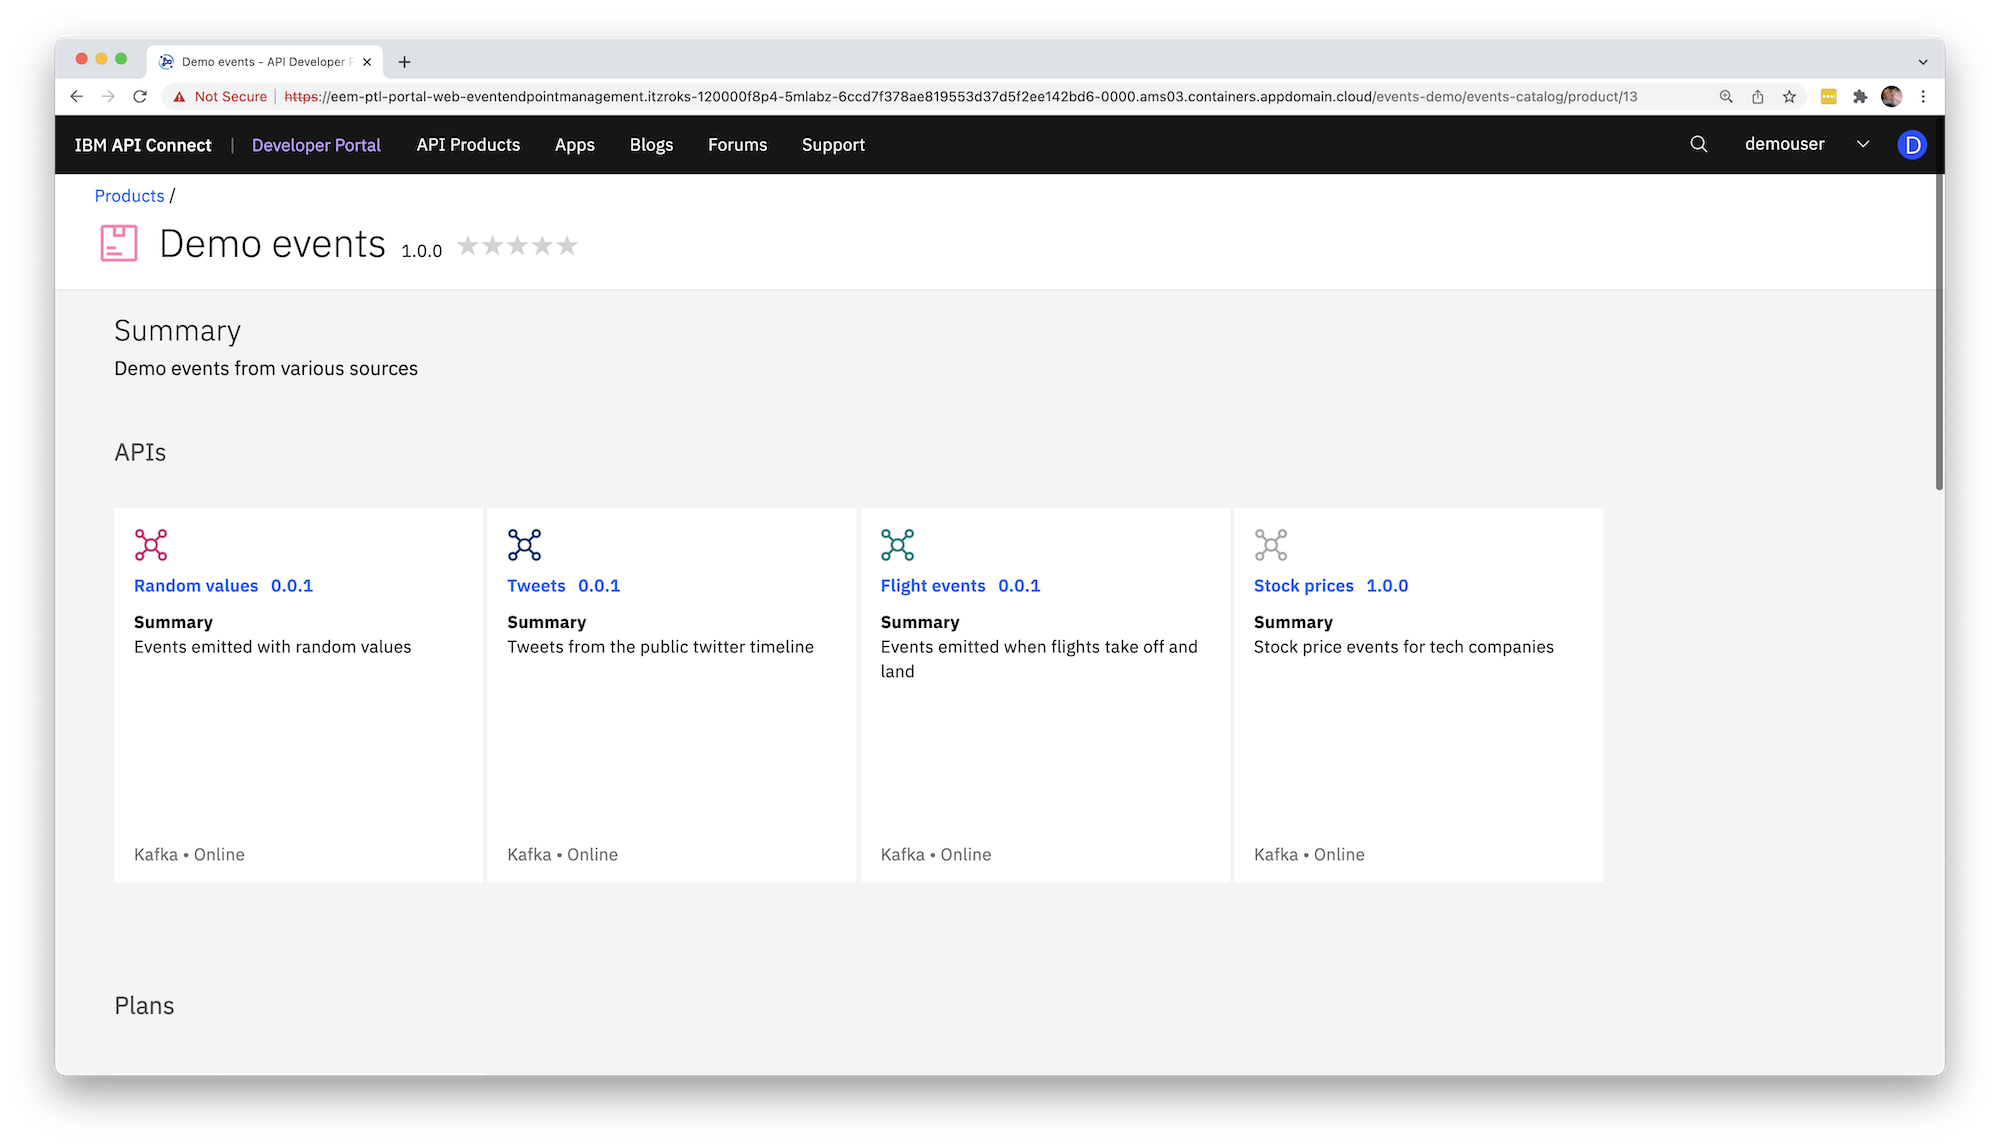 Demo events - API Developer P
Not Secure https://eem-ptl-portal-web-eventendpointmanagement.itzroks-120000f8p4-5mlabz-6ccd7f378ae819553d37d5f2ee142bd6-0000.ams03.containers.appdomain.cloud/events-demo/events-catalog/product/13
IBM API Connect | Developer Portal API Products Apps Blogs Forums Support demouser D
Products /
Demo events 1.0.0
Summary
Demo events from various sources
APIs
Random values 0.0.1
Summary
Events emitted with random values
Kafka • Online
Tweets 0.0.1
Summary
Tweets from the public twitter timeline
Kafka • Online
Flight events 0.0.1
Summary
Events emitted when flights take off and
land
Kafka • Online
Stock prices 1.0.0
Summary
Stock price events for tech companies
Kafka • Online
Plans